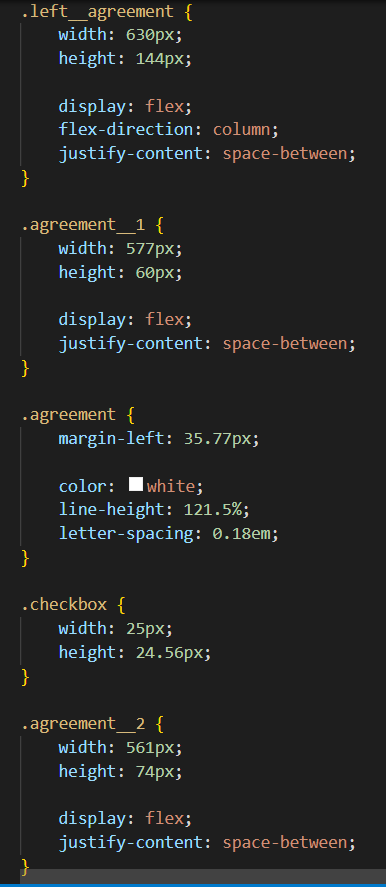 .left__agreement {
width: 630px;
height: 144px;
display: flex;
flex-direction: column;
justify-content: space-between;
}
.agreement__1 {
width: 577px;
height: 60px;
display: flex;
justify-content: space-between;
}
.agreement {
margin-left: 35.77px;
color: white;
line-height: 121.5%;
letter-spacing: 0.18em;
}
.checkbox {
width: 25px;
height: 24.56px;
}
.agreement__2 {
width: 561px;
height: 74px;
display: flex;
justify-content: space-between;
}